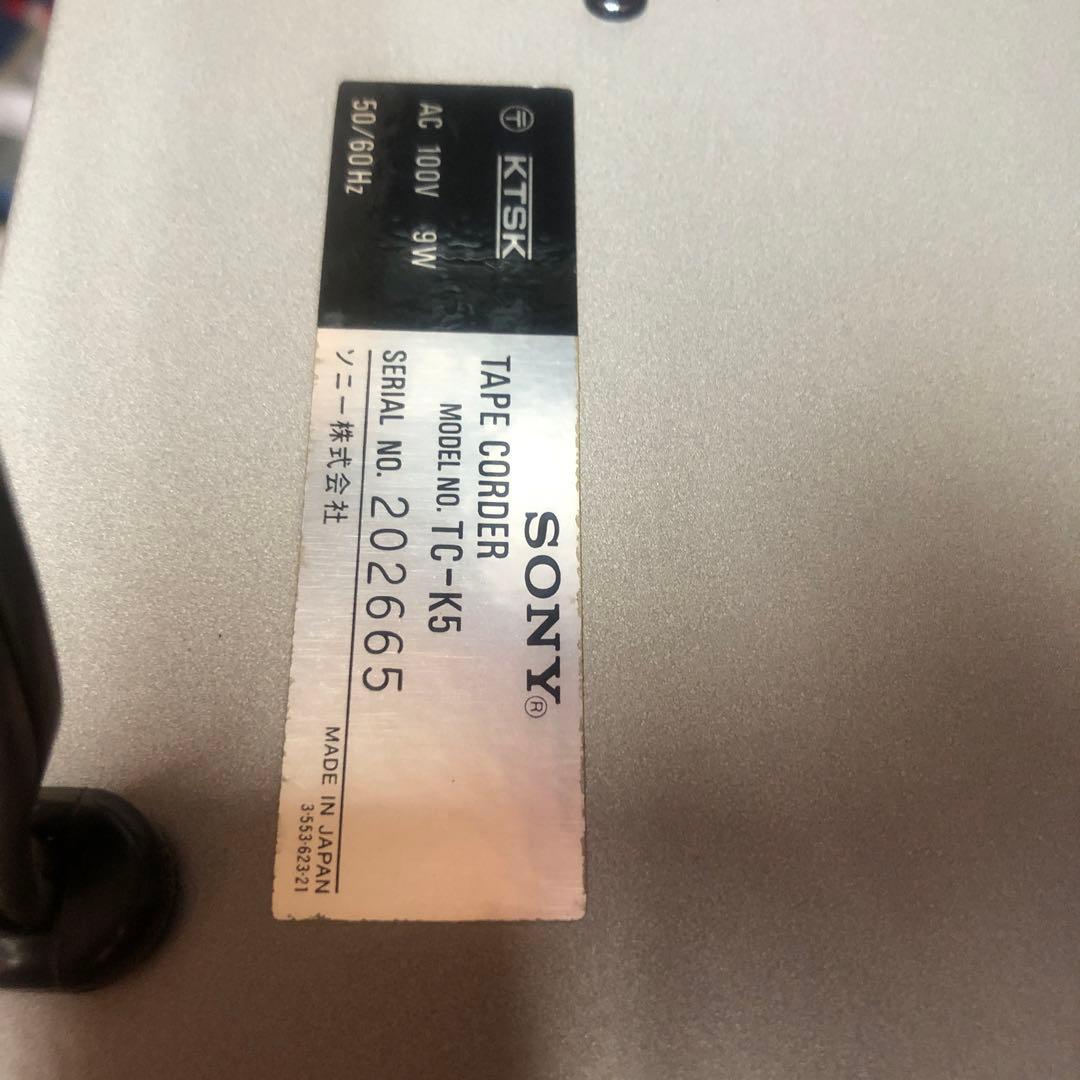 〒 KTSK
AC 100V 9W
50/60Hz
SONY®
TAPE CORDER
MODEL NO. TC-K5
SERIAL NO. 202665
ソニー株式会社
MADE IN JAPAN
3-553-623-21